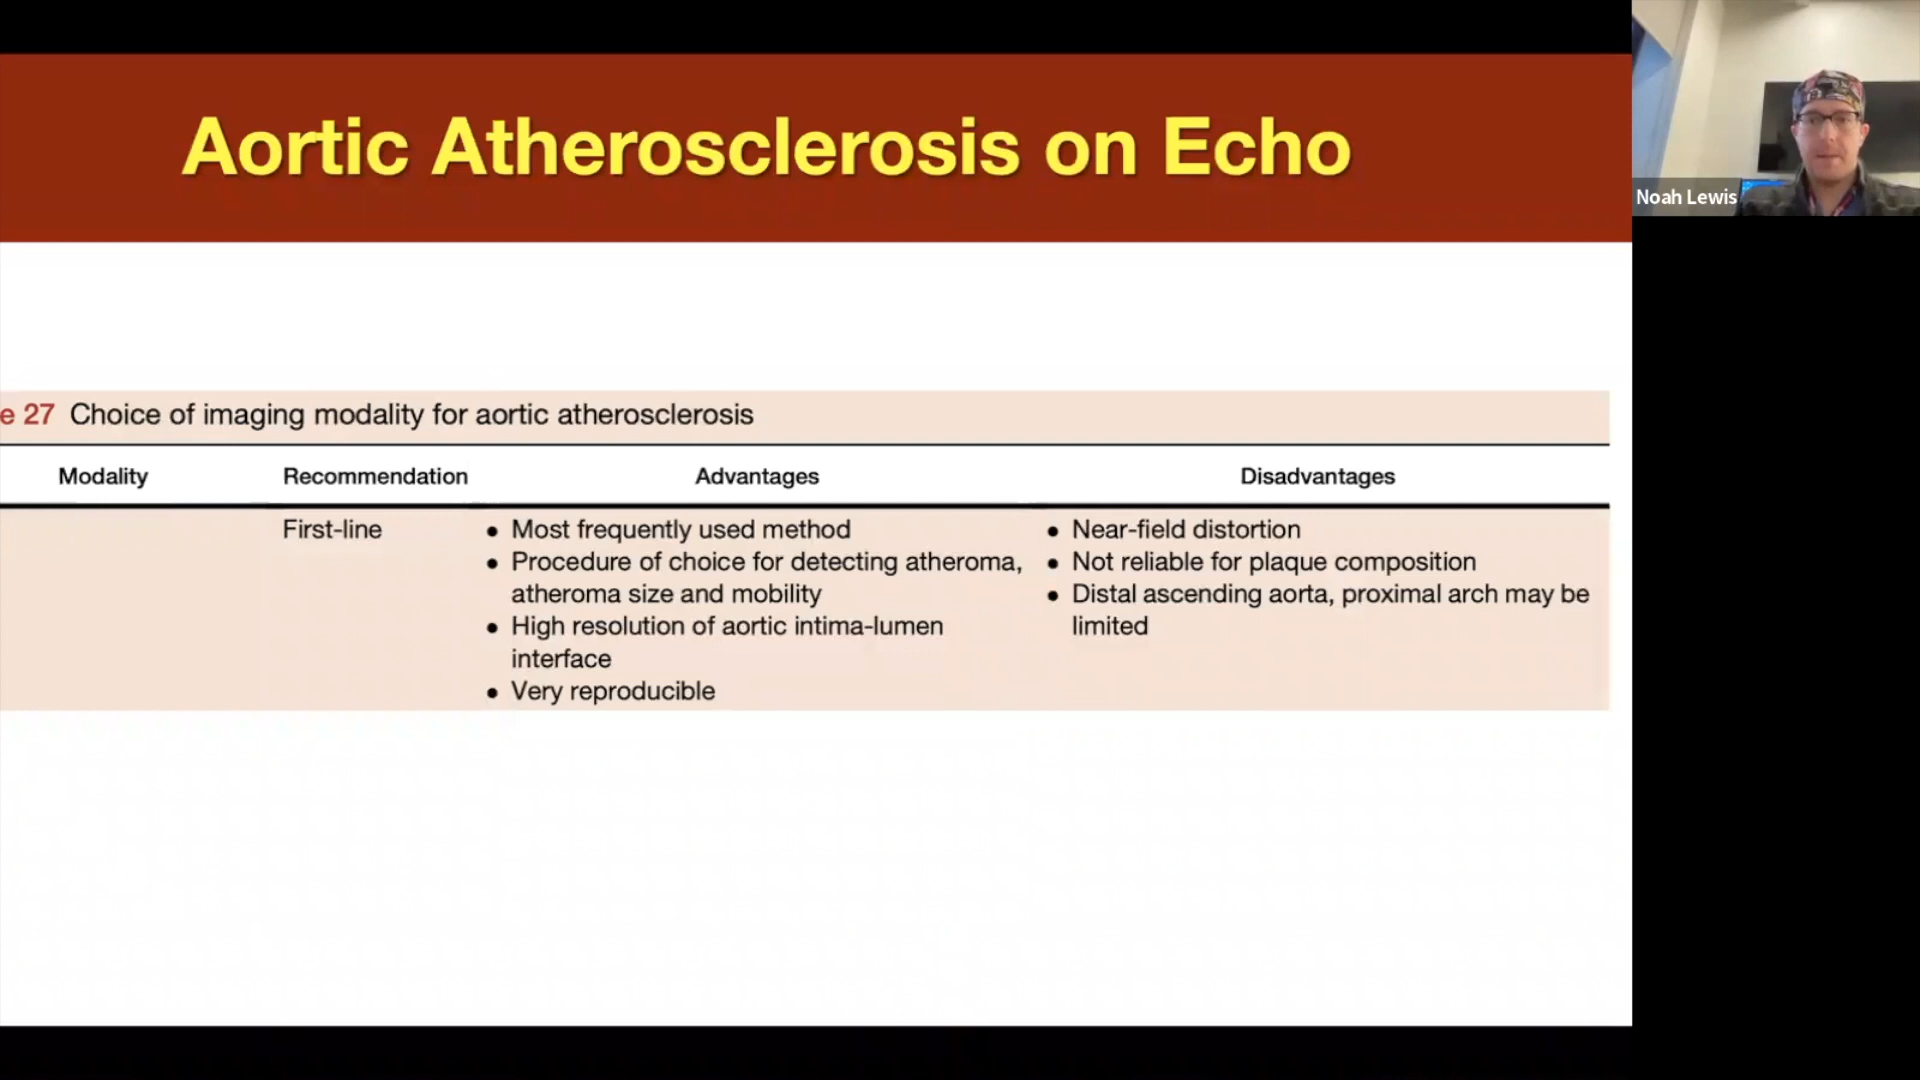 Aortic Atherosclerosis on Echo
Noah Lewis
e 27 Choice of imaging modality for aortic atherosclerosis
Modality Recommendation Advantages Disadvantages
First-line
• Most frequently used method
• Procedure of choice for detecting atheroma,
atheroma size and mobility
• High resolution of aortic intima-lumen
interface
• Very reproducible
• Near-field distortion
• Not reliable for plaque composition
• Distal ascending aorta, proximal arch may be
limited